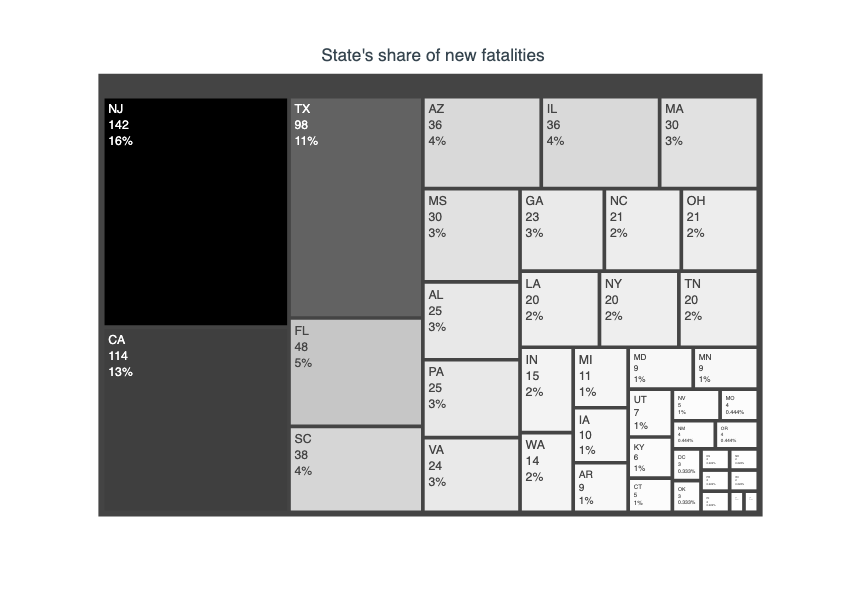 State's share of new fatalities
NJ
142
16%
CA
114
13%
TX
98
11%
FL
48
5%
SC
38
4%
AZ
36
4%
IL
36
4%
MA
30
3%
MS
30
3%
AL
25
3%
PA
25
3%
VA
24
3%
GA
23
3%
NC
21
2%
OH
21
2%
LA
20
2%
NY
20
2%
TN
20
2%
IN
15
2%
WA
14
2%
MI
11
1%
IA
10
1%
AR
9
1%
MD
9
1%
MN
9
1%
UT
7
1%
KY
6
1%
CT
5
1%
NV
5
1%
MO
4
0.444%
NM
4
0.444%
OR
4
0.444%
DC
3
0.333%
OK
3
0.333%